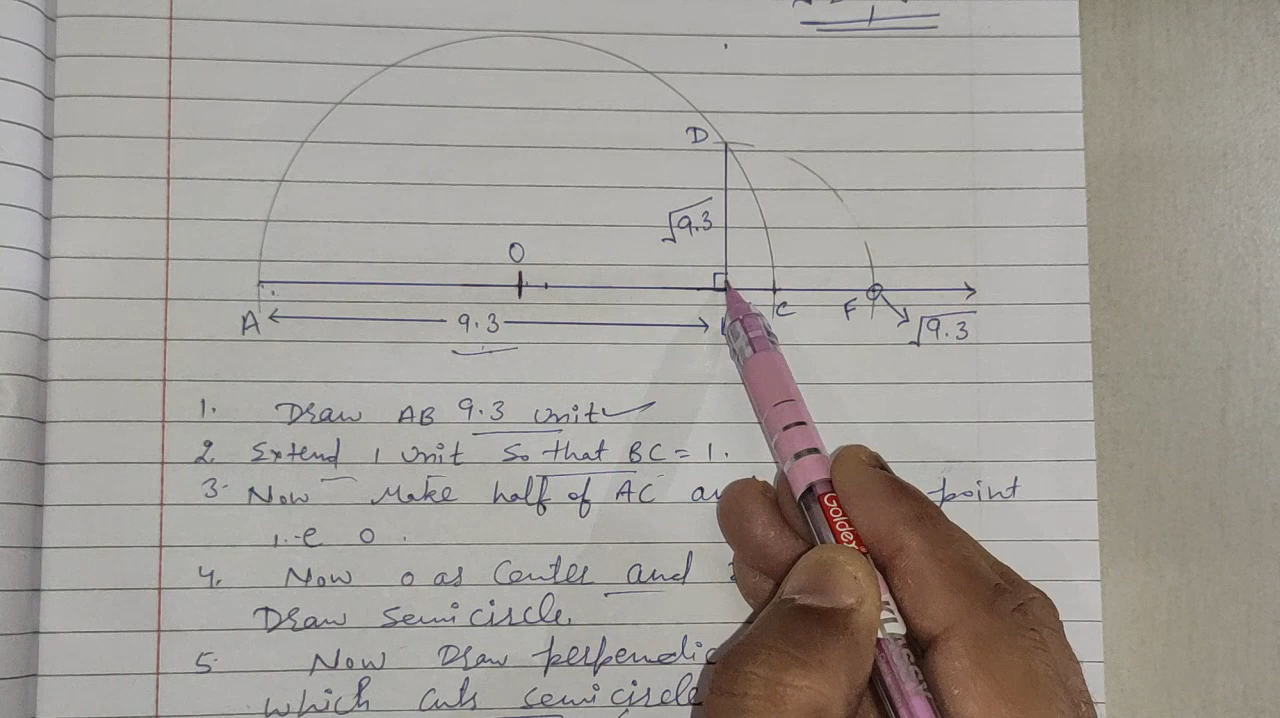 D
√9.3
O
A
9.3
C
F
√9.3
1. Draw AB 9.3 unit
2. Extend 1 unit so that BC = 1.
3. Now Make half of AC point
i.e O.
4. Now O as Center and
Draw semicircle.
5. Now Draw
which cuts semicircle
Goldex